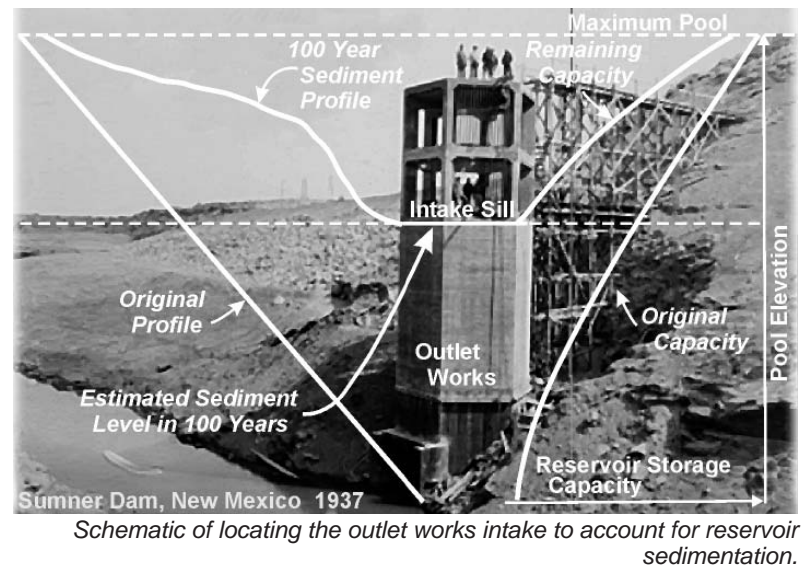 Maximum Pool
100 Year
Sediment
Profile
Remaining
Capacity
Intake Sill
Original
Profile
Original
Capacity
Pool Elevation
Outlet
Works
Estimated Sediment
Level in 100 Years
Reservoir Storage
Capacity
Sumner Dam, New Mexico 1937
Schematic of locating the outlet works intake to account for reservoir
sedimentation.